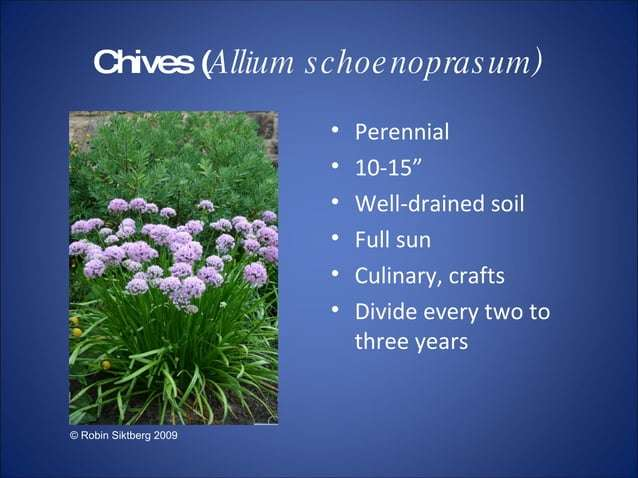 Chives (Allium schoenoprasum)
• Perennial
• 10-15”
• Well-drained soil
• Full sun
• Culinary, crafts
• Divide every two to
three years
© Robin Siktberg 2009